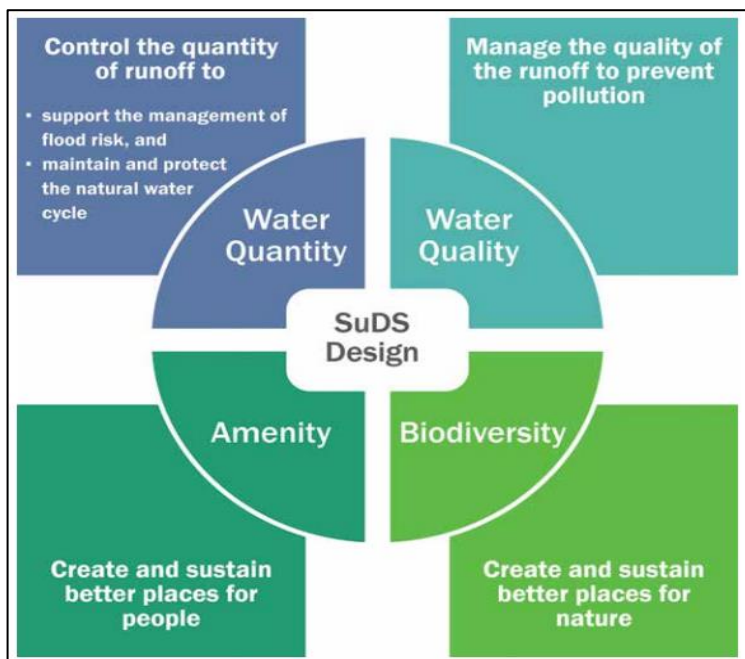 Control the quantity
of runoff to
▪ support the management of
flood risk, and
▪ maintain and protect
the natural water
cycle
Manage the quality of
the runoff to prevent
pollution
Water
Quantity
Water
Quality
SuDS
Design
Amenity
Biodiversity
Create and sustain
better places for
people
Create and sustain
better places for
nature